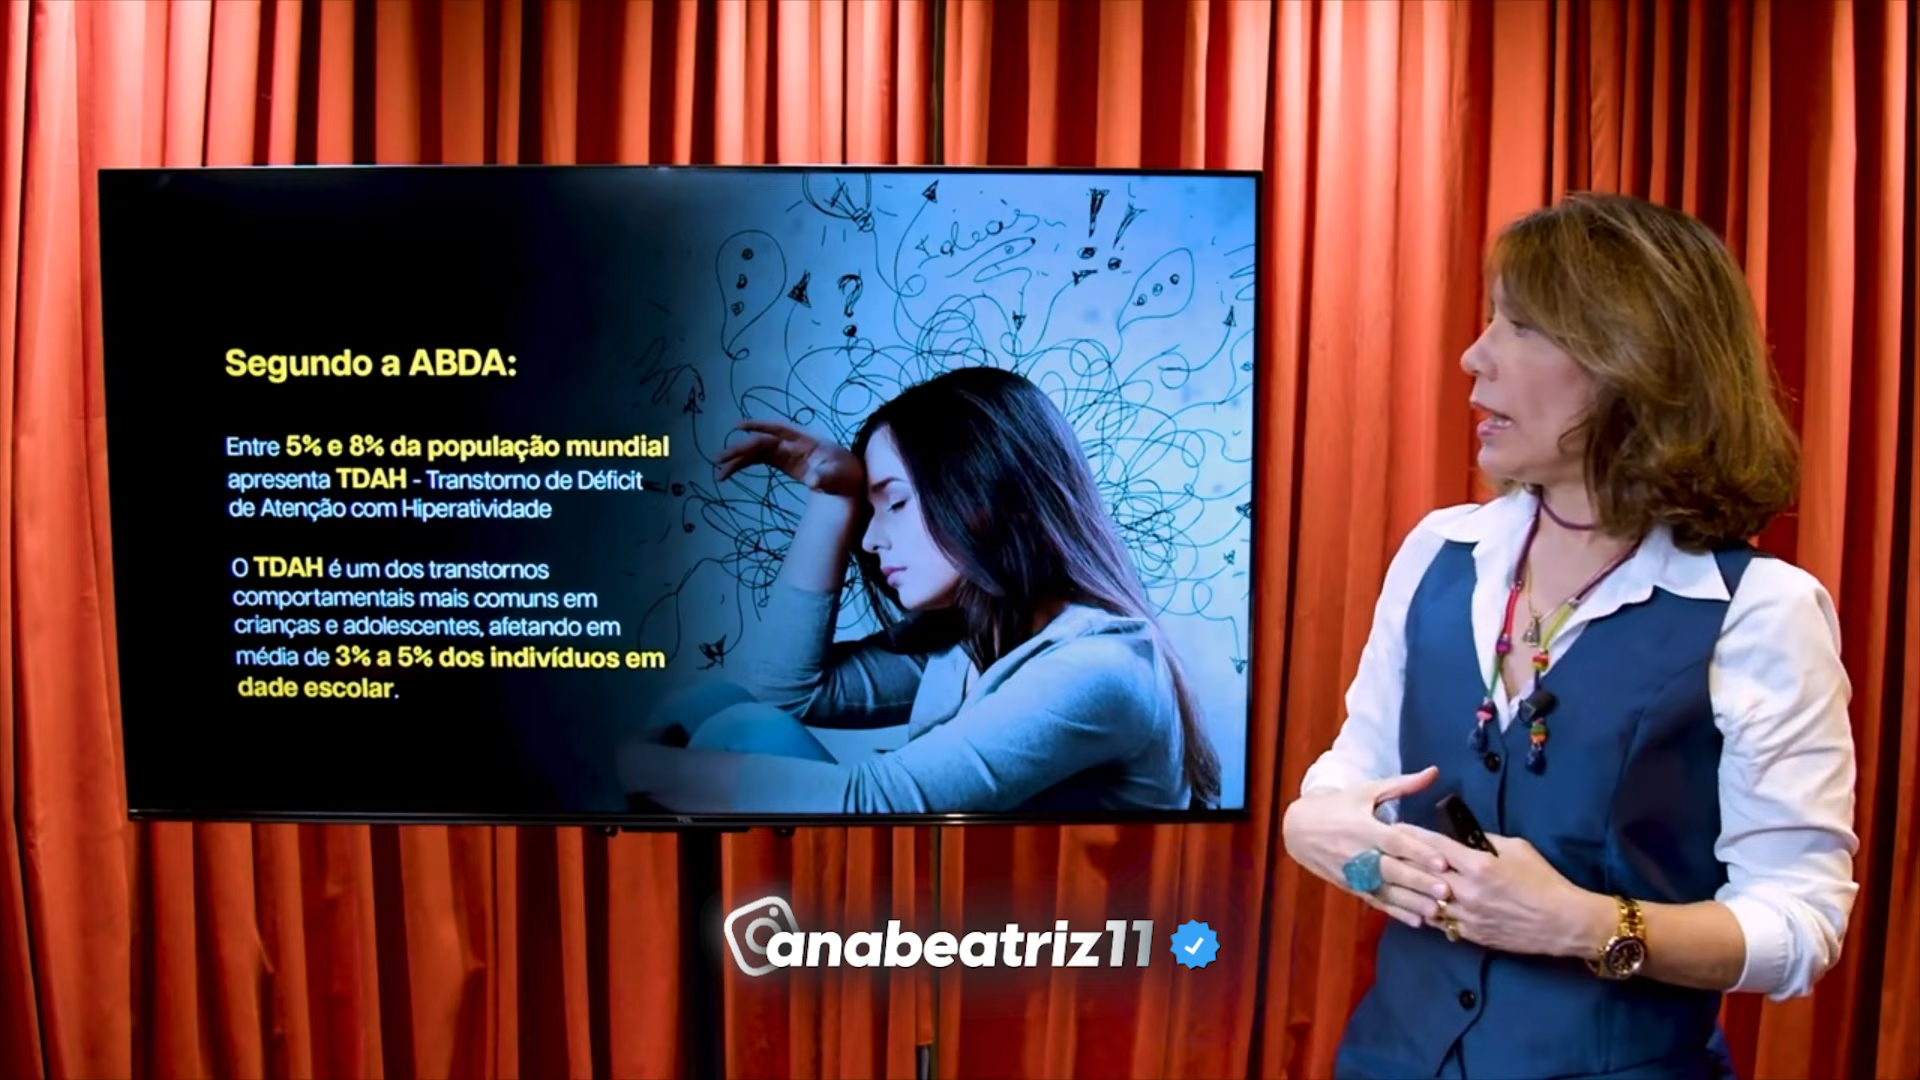 Segundo a ABDA:
Entre 5% e 8% da população mundial
apresenta TDAH - Transtorno de Déficit
de Atenção com Hiperatividade
O TDAH é um dos transtornos
comportamentais mais comuns em
crianças e adolescentes, afetando em
média de 3% a 5% dos indivíduos em
dade escolar.
Ideas
?
!!
anabeatriz11